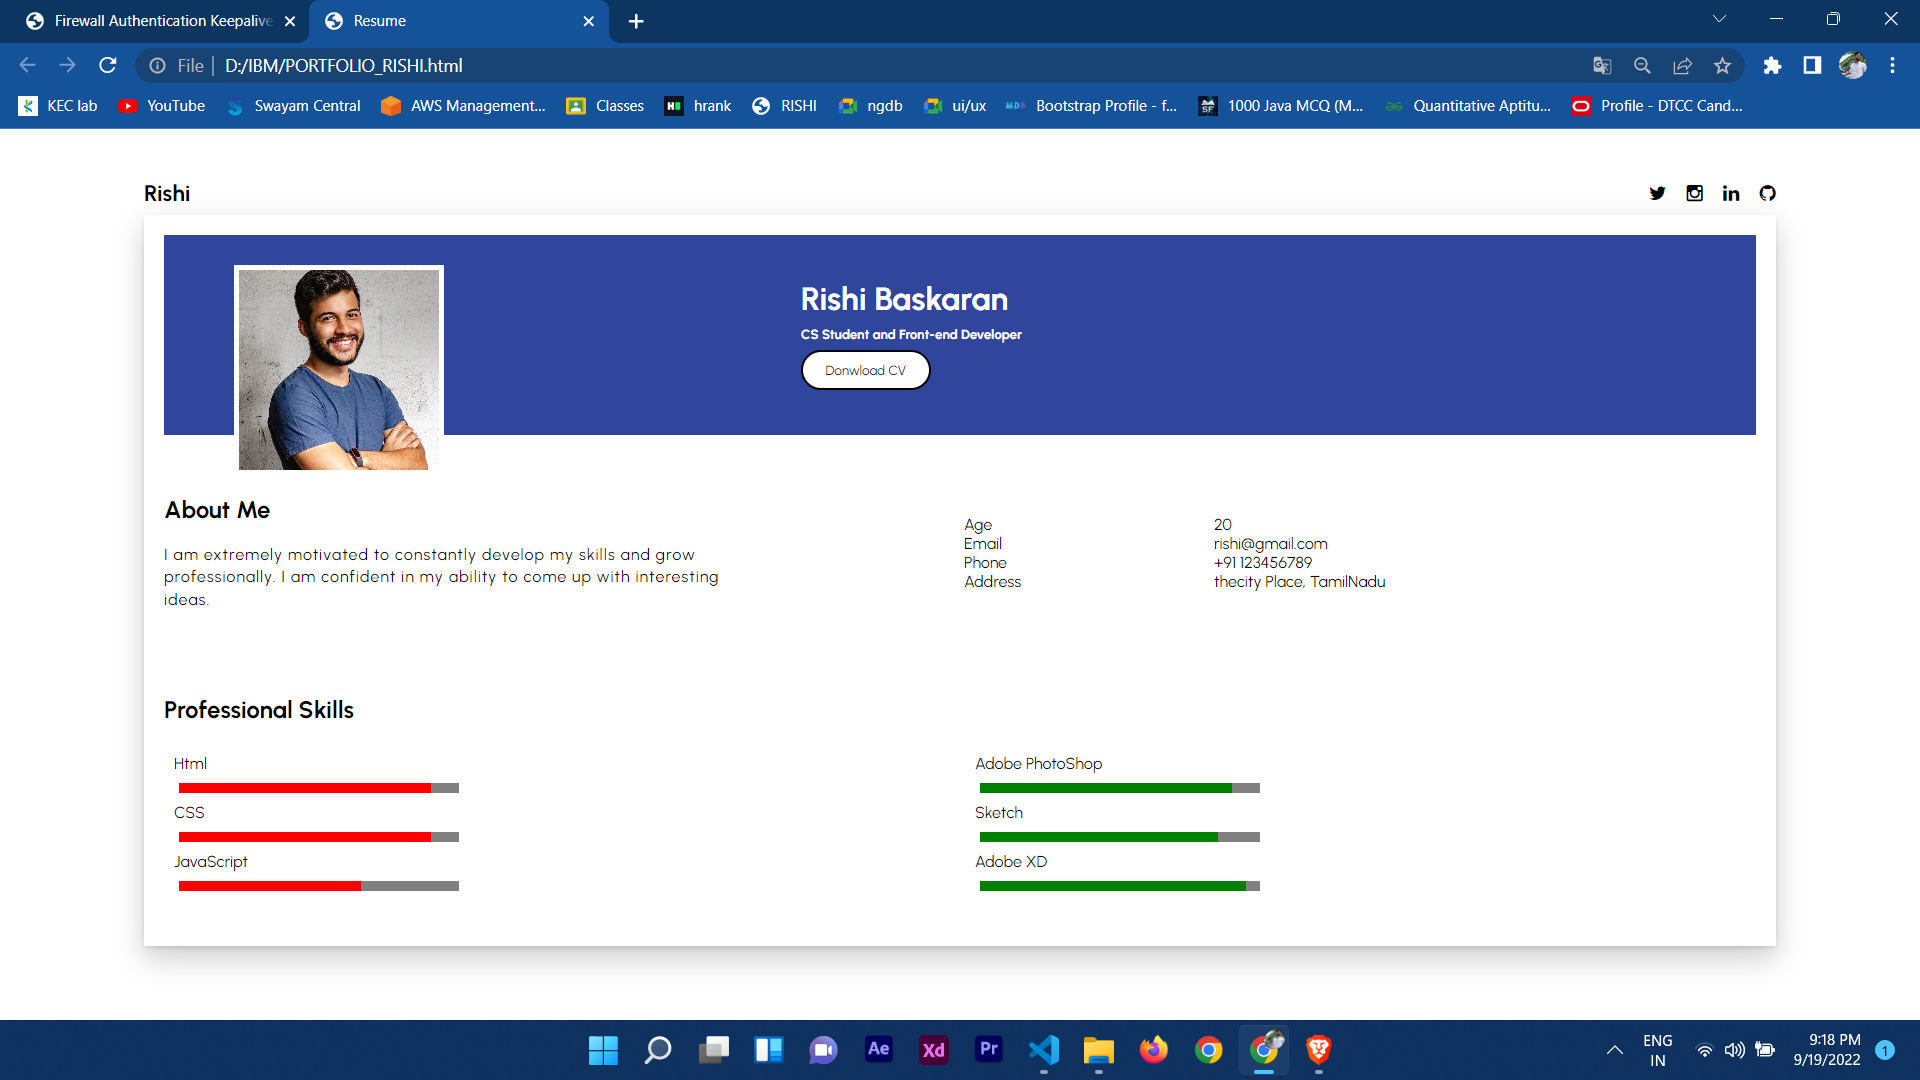 Firewall Authentication Keepalive
Resume
File
D:/IBM/PORTFOLIO_RISHI.html
KEC lab
YouTube
Swayam Central
AWS Management...
Classes
HR
hrank
RISHI
ngdb
ui/ux
MDB
Bootstrap Profile - f...
SF
1000 Java MCQ (M...
Quantitative Aptitu...
Profile - DTCC Cand...
Rishi
Rishi Baskaran
CS Student and Front-end Developer
Donwload CV
About Me
I am extremely motivated to constantly develop my skills and grow
professionally. I am confident in my ability to come up with interesting
ideas.
Age 20
Email rishi@gmail.com
Phone +91 123456789
Address thecity Place, TamilNadu
Professional Skills
Html
CSS
JavaScript
Adobe PhotoShop
Sketch
Adobe XD
Ae
Xd
Pr
ENG
IN
9:18 PM
9/19/2022
1